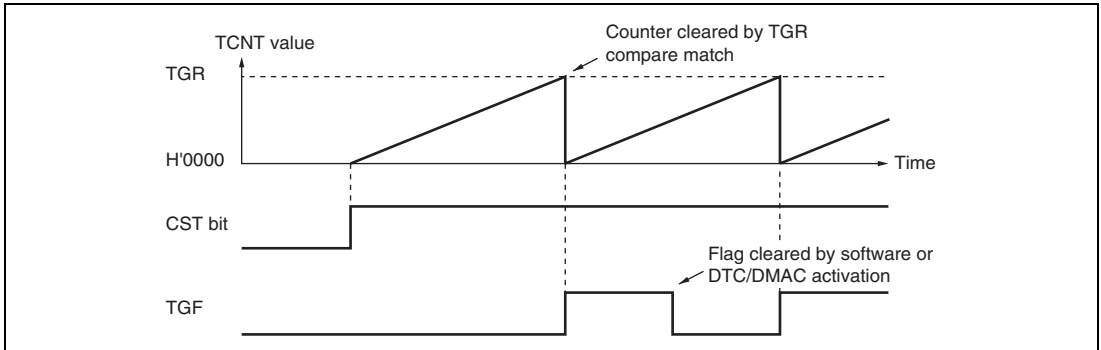 TCNT value
Counter cleared by TGR
compare match
TGR
H'0000
Time
CST bit
Flag cleared by software or
DTC/DMAC activation
TGF